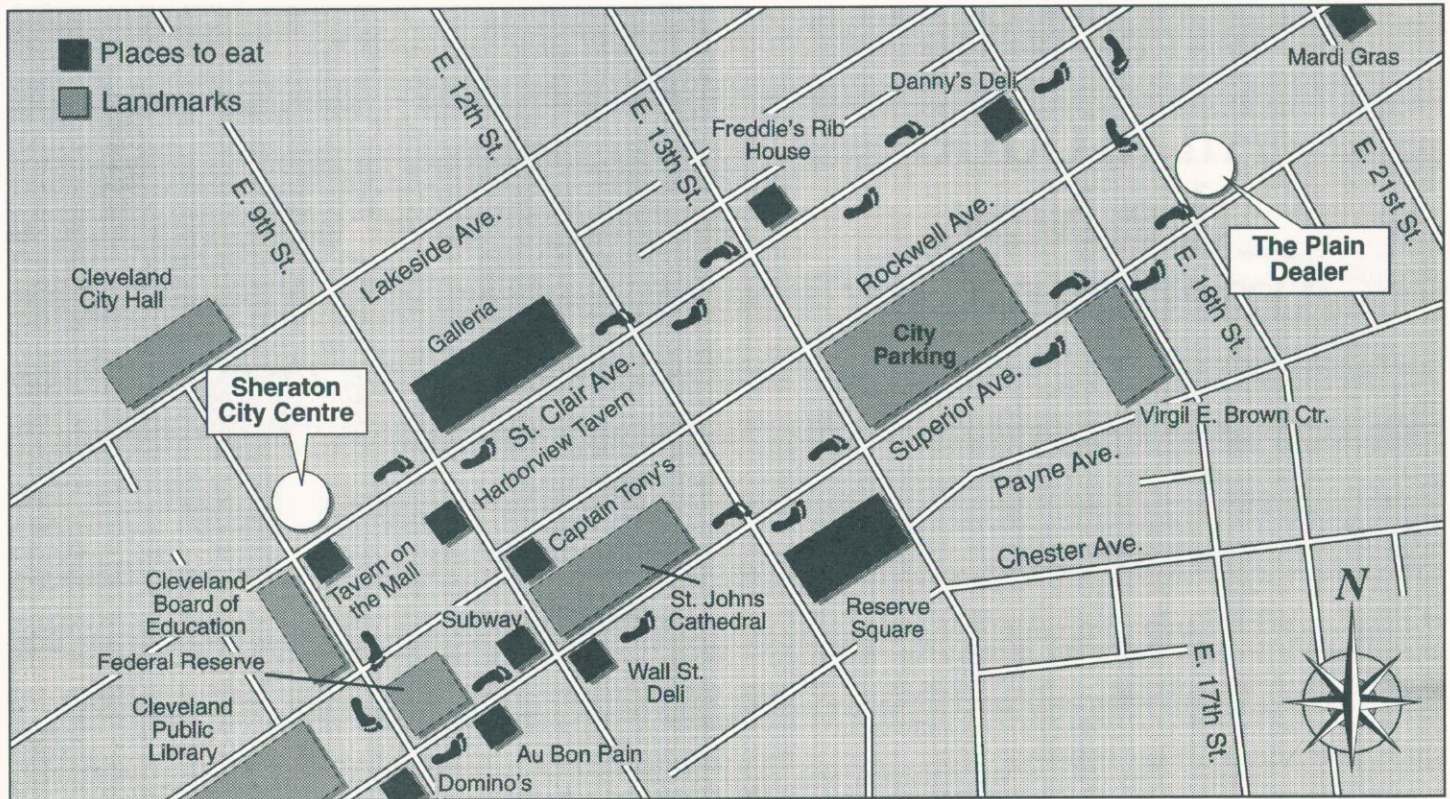 Places to eat
Landmarks
E. 12th St.
E. 13th St.
Danny's Deli
Mardi Gras
Freddie's Rib
House
E. 9th St.
E. 21st St.
Lakeside Ave.
Rockwell Ave.
The Plain
Dealer
Cleveland
City Hall
Galleria
E. 18th St.
City
Parking
Sheraton
City Centre
St. Clair Ave.
Harborview Tavern
Superior Ave.
Virgil E. Brown Ctr.
Payne Ave.
Captain Tony's
Chester Ave.
Tavern on
the Mall
Cleveland
Board of
Education
St. Johns
Cathedral
Reserve
Square
N
Subway
Federal Reserve
Wall St.
Deli
E. 17th St.
Cleveland
Public
Library
Au Bon Pain
Domino's